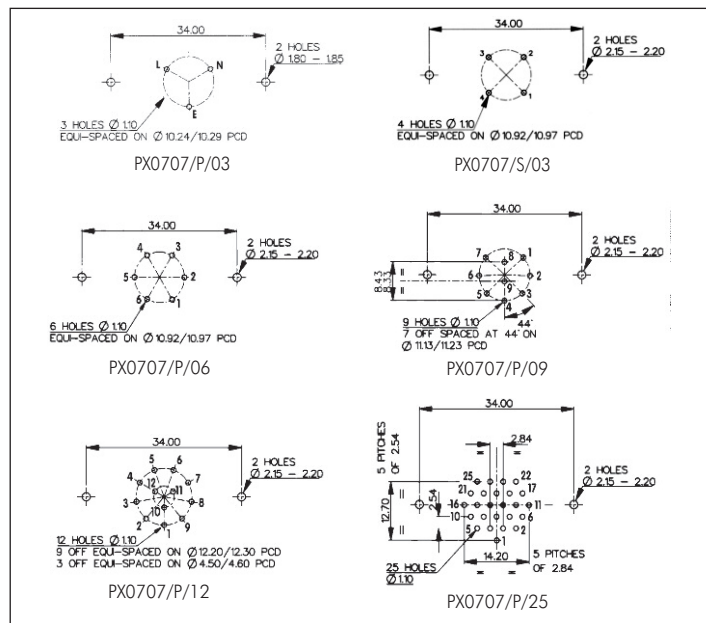 34.00
L
N
E
2 HOLES
Ø 1.80 – 1.85
3 HOLES Ø 1.10
EQUI-SPACED ON Ø 10.24/10.29 PCD
PX0707/P/03
34.00
3
2
4
1
2 HOLES
Ø 2.15 – 2.20
4 HOLES Ø 1.10
EQUI-SPACED ON Ø 10.92/10.97 PCD
PX0707/S/03
34.00
4
3
5
2
6
1
2 HOLES
Ø 2.15 – 2.20
6 HOLES Ø 1.10
EQUI-SPACED ON Ø 10.92/10.97 PCD
PX0707/P/06
34.00
8.43
8.33
=
=
7
8
1
6
2
9
5
3
4
44°
2 HOLES
Ø 2.15 – 2.20
9 HOLES Ø 1.10
7 OFF SPACED AT 44° ON
Ø 11.13/11.23 PCD
PX0707/P/09
34.00
5
6
4
7
12
11
3
8
10
2
9
1
2 HOLES
Ø 2.15 – 2.20
12 HOLES Ø 1.10
9 OFF EQUI-SPACED ON Ø 12.20/12.30 PCD
3 OFF EQUI-SPACED ON Ø 4.50/4.60 PCD
PX0707/P/12
34.00
5 PITCHES
OF 2.54
2.84
=
=
25
22
21
17
16
11
10
6
5
2
1
12.70
=
=
2.54
2 HOLES
Ø 2.15 – 2.20
14.20
5 PITCHES
OF 2.84
=
=
25 HOLES
Ø 1.10
PX0707/P/25